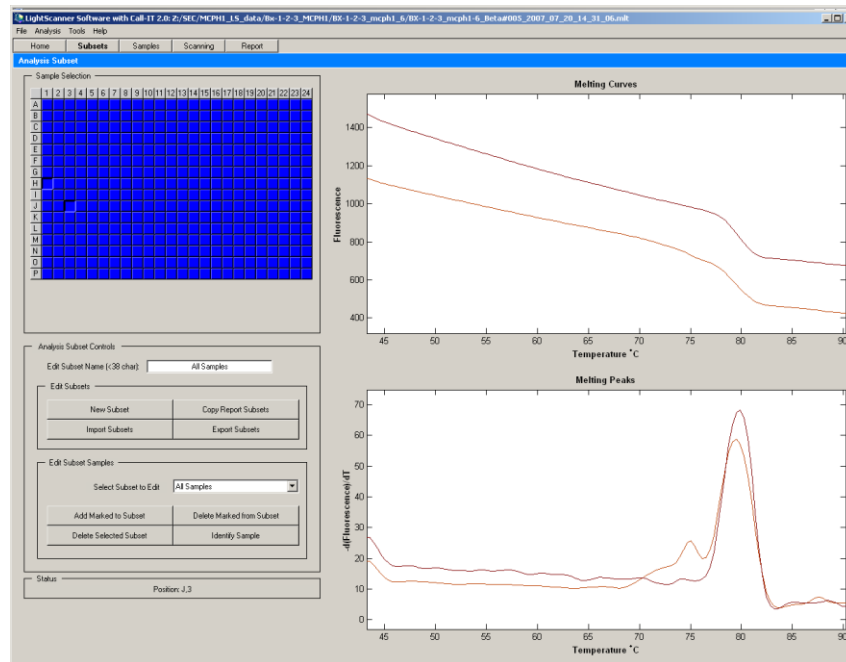 LightScanner Software with Call-IT 2.0: Z:/SEC/MCPH1_LS_data/Bx-1-2-3_MCPH1/BX-1-2-3_mcph1_6/BX-1-2-3_mcph1-6_Beta#005_2007_07_20_14_31_06.mlt
File Analysis Tools Help
Home Subsets Samples Scanning Report
Analysis Subset
Sample Selection
1 2 3 4 5 6 7 8 9 10 11 12 13 14 15 16 17 18 19 20 21 22 23 24
A
B
C
D
E
F
G
H
I
J
K
L
M
N
O
P
Analysis Subset Controls
Edit Subset Name (<38 char): All Samples
Edit Subsets
New Subset Copy Report Subsets
Import Subsets Export Subsets
Edit Subset Samples
Select Subset to Edit All Samples
Add Marked to Subset Delete Marked from Subset
Delete Selected Subset Identify Sample
Status
Position: J,3
Melting Curves
Fluorescence
1400
1200
1000
800
600
400
45 50 55 60 65 70 75 80 85 90
Temperature °C
Melting Peaks
-d(Fluorescence)/dT
70
60
50
40
30
20
10
0
45 50 55 60 65 70 75 80 85 90
Temperature °C